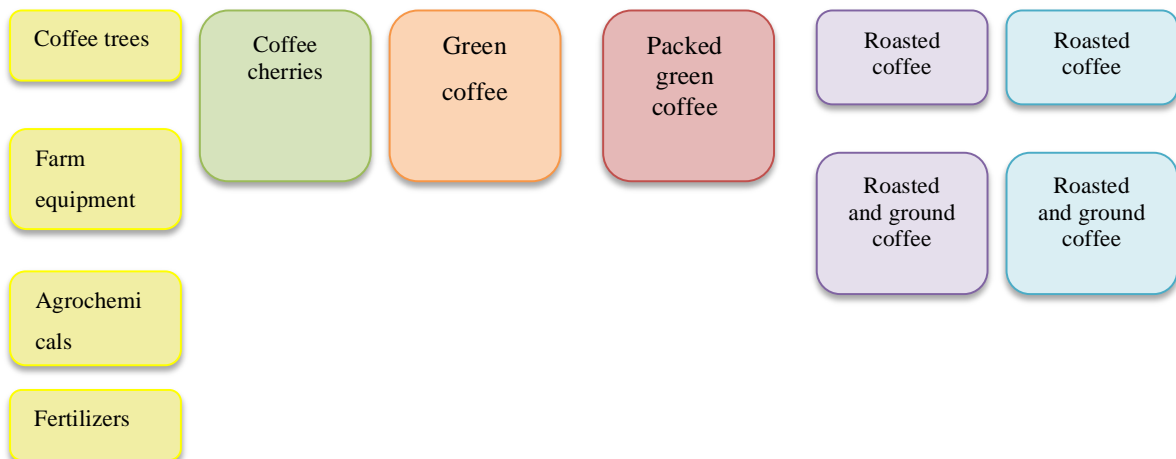 Coffee trees
Farm
equipment
Agrochemi
cals
Fertilizers
Coffee
cherries
Green
coffee
Packed
green
coffee
Roasted
coffee
Roasted
and ground
coffee
Roasted
coffee
Roasted
and ground
coffee